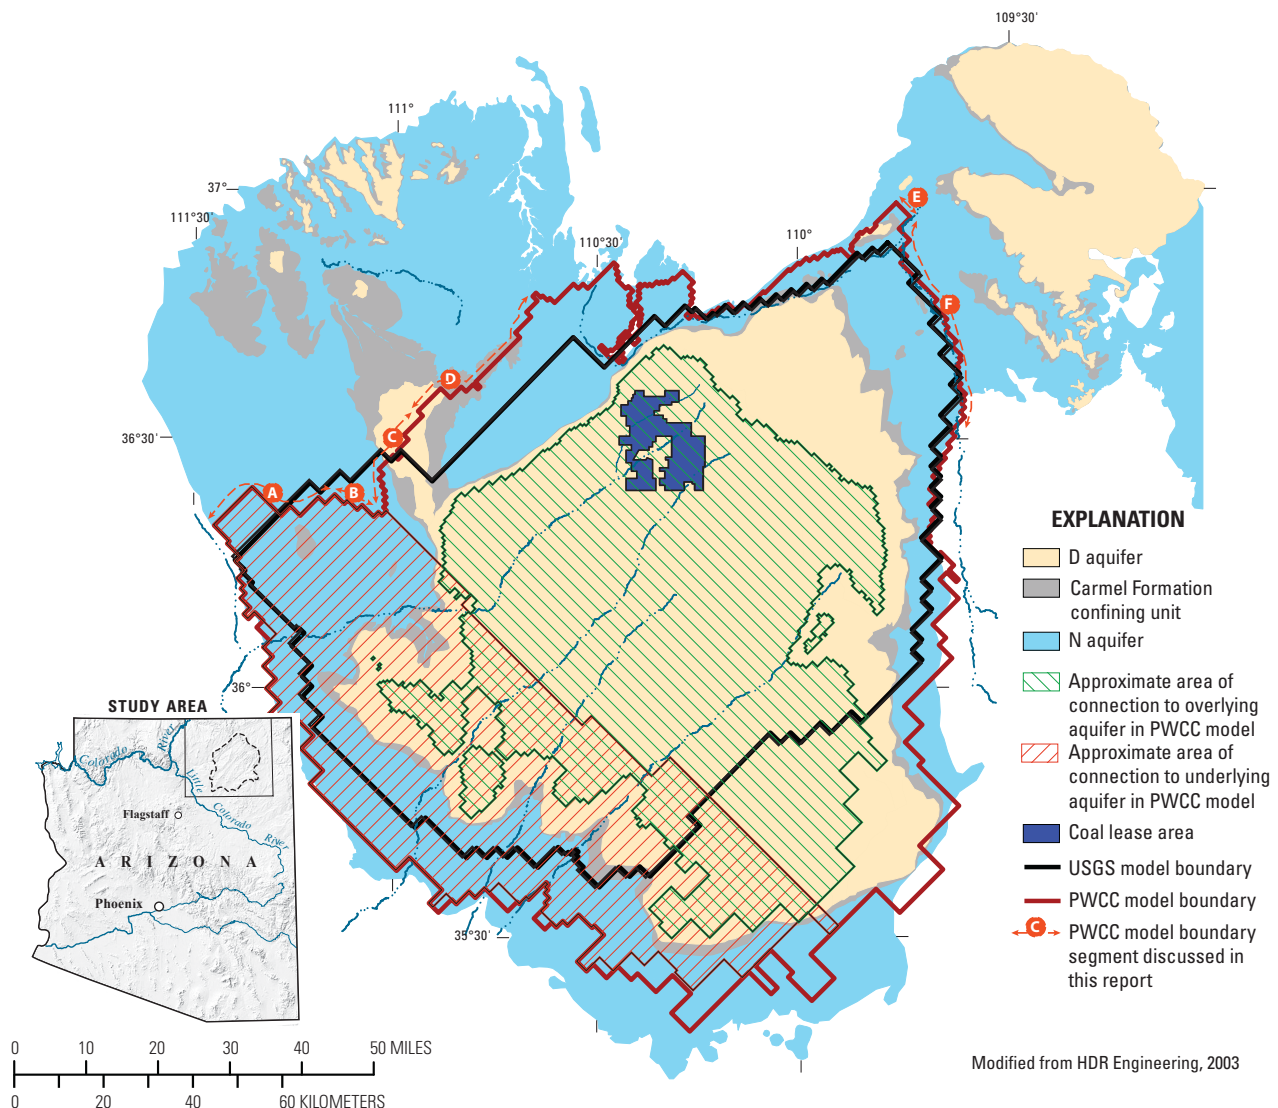 109°30'
111°
37°
111°30'
E
110°30'
110°
F
D
C
36°30'
A
B
EXPLANATION
D aquifer
Carmel Formation
confining unit
N aquifer
Approximate area of
connection to overlying
aquifer in PWCC model
Approximate area of
connection to underlying
aquifer in PWCC model
Coal lease area
USGS model boundary
PWCC model boundary
C
PWCC model boundary
segment discussed in
this report
36°
STUDY AREA
Colorado
River
Little
Colorado
River
Flagstaff
ARIZONA
Phoenix
35°30'
0 10 20 30 40 50 MILES
0 20 40 60 KILOMETERS
Modified from HDR Engineering, 2003